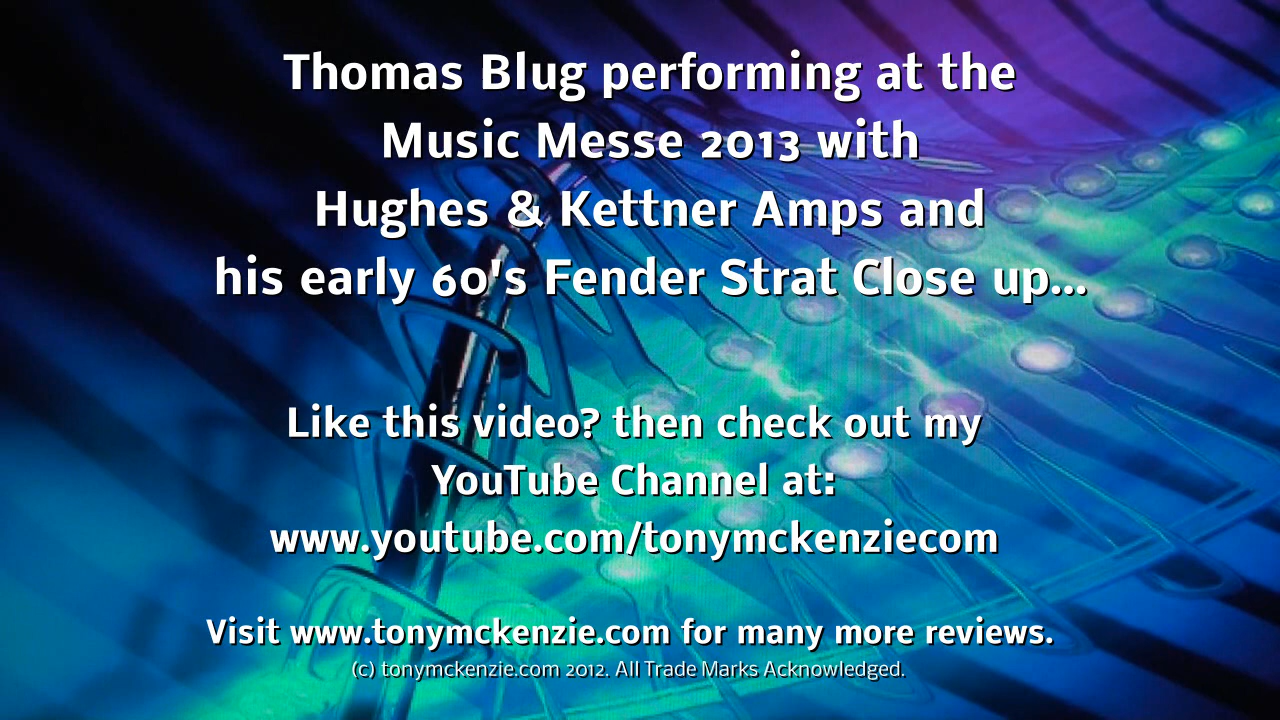 Thomas Blug performing at the
Music Messe 2013 with
Hughes & Kettner Amps and
his early 60's Fender Strat Close up...
Like this video? then check out my
YouTube Channel at:
www.youtube.com/tonymckenziecom
Visit www.tonymckenzie.com for many more reviews.
(c) tonymckenzie.com 2012. All Trade Marks Acknowledged.